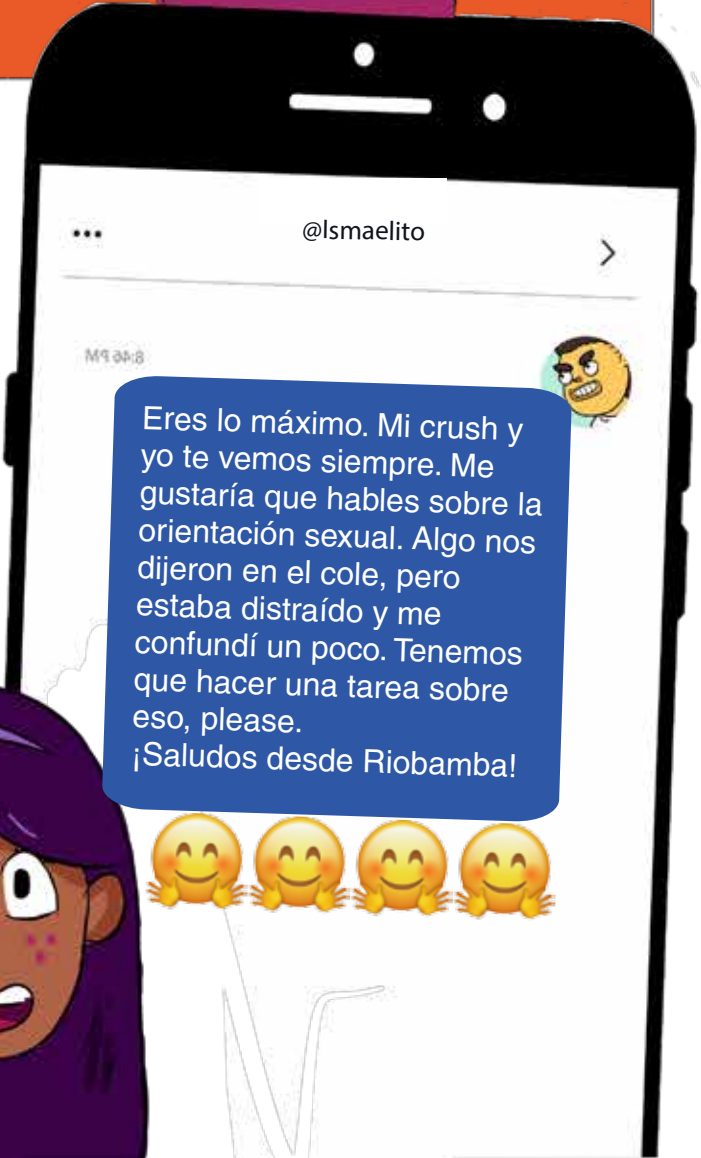 •••
@Ismaelito
>
8:46 PM
Eres lo máximo. Mi crush y
yo te vemos siempre. Me
gustaría que hables sobre la
orientación sexual. Algo nos
dijeron en el cole, pero
estaba distraído y me
confundí un poco. Tenemos
que hacer una tarea sobre
eso, please.
¡Saludos desde Riobamba!